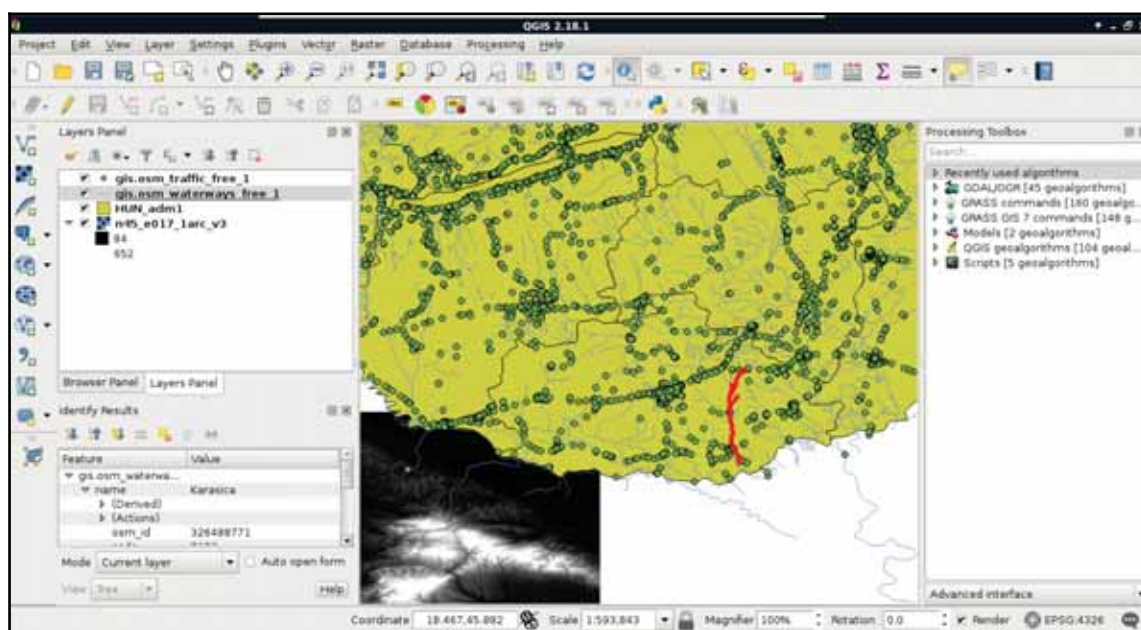 QGIS 2.18.1
Project Edit View Layer Settings Plugins Vector Raster Database Processing Help
Layers Panel
gis.osm_traffic_free_1
gis.osm_waterways_free_1
HUN_adm1
n45_e017_1arc_v3
84
652
Browser Panel Layers Panel
Identify Results
Feature Value
gis.osm_waterwa...
name Karasica
(Derived)
(Actions)
osm_id 326488771
Mode Current layer Auto open form
View Tree Help
Processing Toolbox
Search...
Recently used algorithms
GDAL/OGR [45 geoalgorithms]
GRASS commands [160 geoalgo...
GRASS GIS 7 commands [148 g...
Models [2 geoalgorithms]
QGIS geoalgorithms [104 geoal...
Scripts [5 geoalgorithms]
Advanced interface
Coordinate 18.467,45.882 Scale 1:593,843 Magnifier 100% Rotation 0.0 Render EPSG:4326